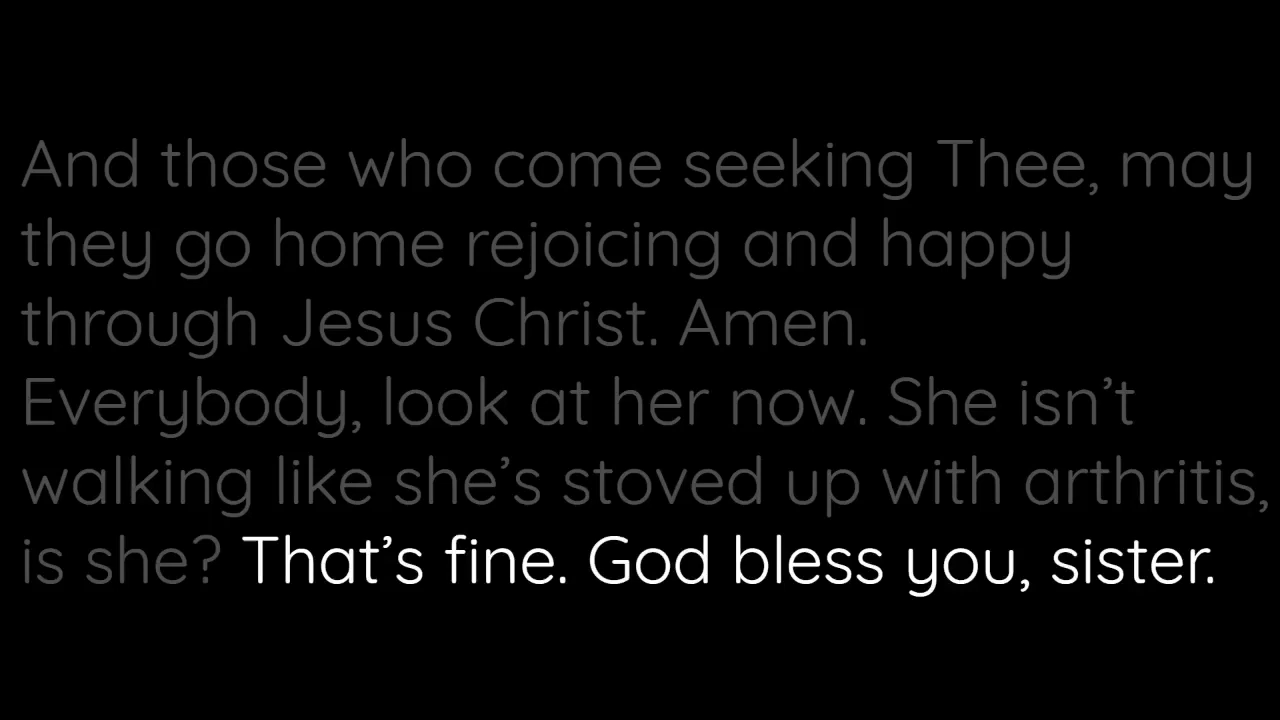 And those who come seeking Thee, may
they go home rejoicing and happy
through Jesus Christ. Amen.
Everybody, look at her now. She isn’t
walking like she’s stoved up with arthritis,
is she? That’s fine. God bless you, sister.